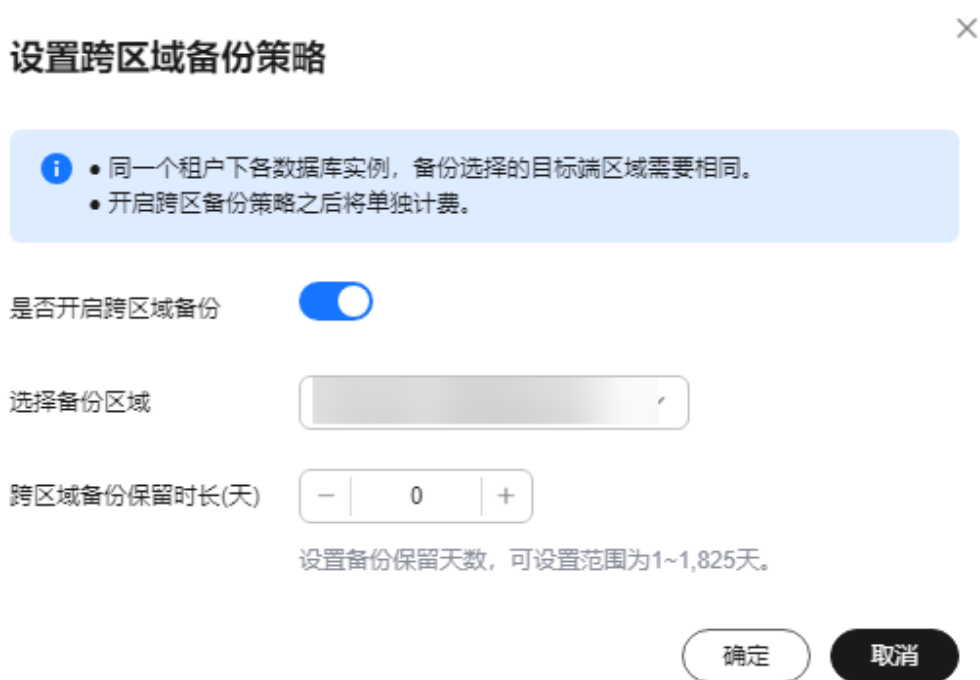 设置跨区域备份策略
● 同一个租户下各数据库实例，备份选择的目标端区域需要相同。
● 开启跨区备份策略之后将单独计费。
是否开启跨区域备份
选择备份区域
跨区域备份保留时长(天)
0
设置备份保留天数，可设置范围为1~1,825天。
确定
取消